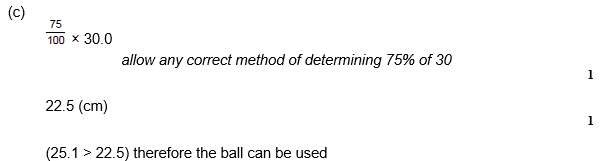 (c)
75
100 × 30.0
allow any correct method of determining 75% of 30
1
22.5 (cm)
1
(25.1 > 22.5) therefore the ball can be used